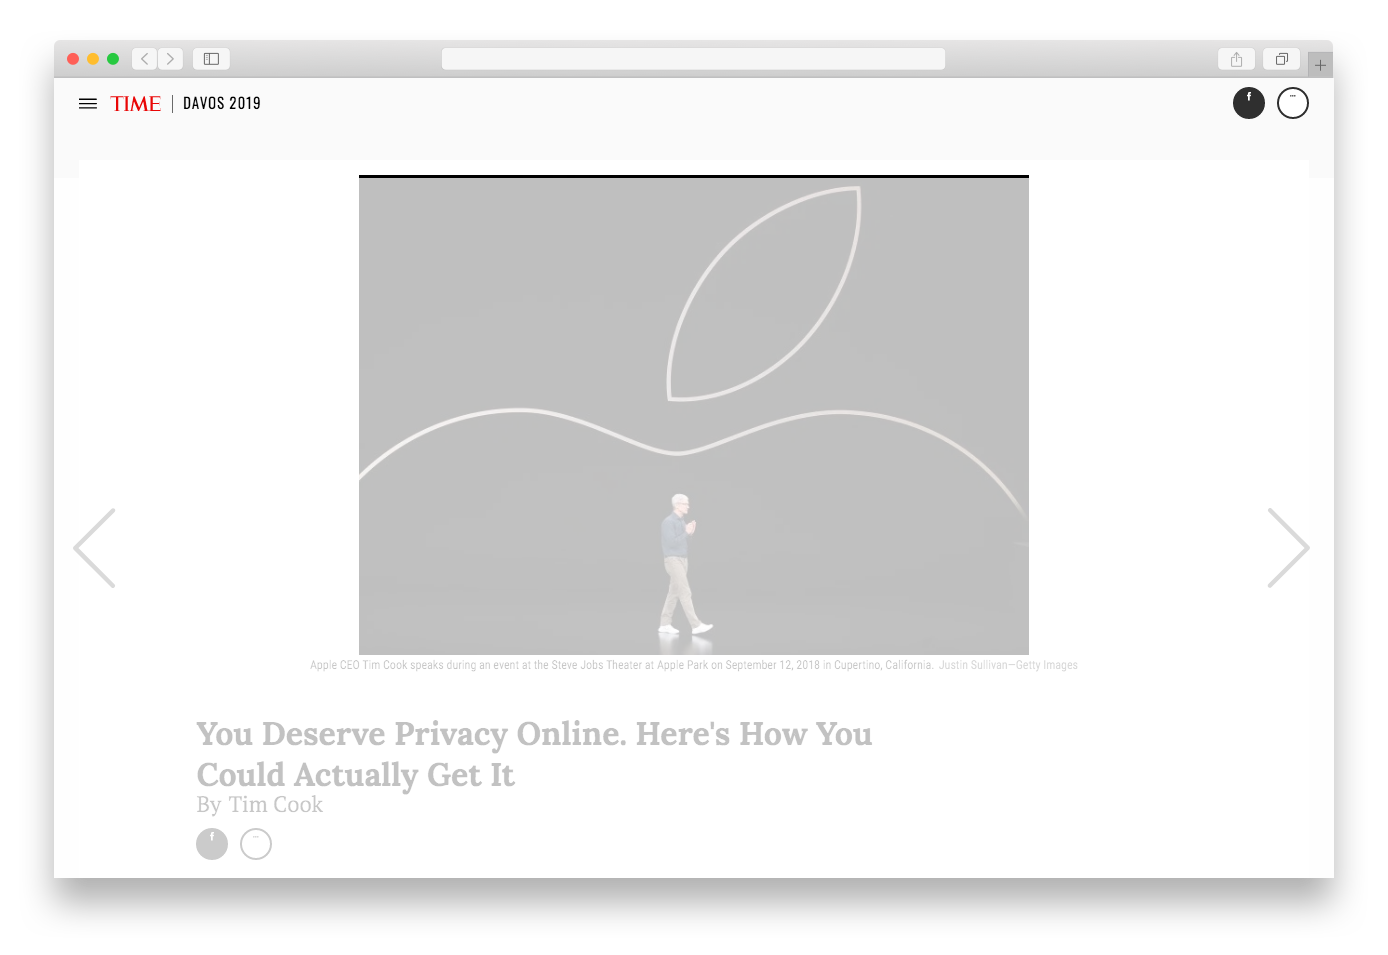 TIME | DAVOS 2019
Apple CEO Tim Cook speaks during an event at the Steve Jobs Theater at Apple Park on September 12, 2018 in Cupertino, California. Justin Sullivan—Getty Images
You Deserve Privacy Online. Here's How You
Could Actually Get It
By Tim Cook